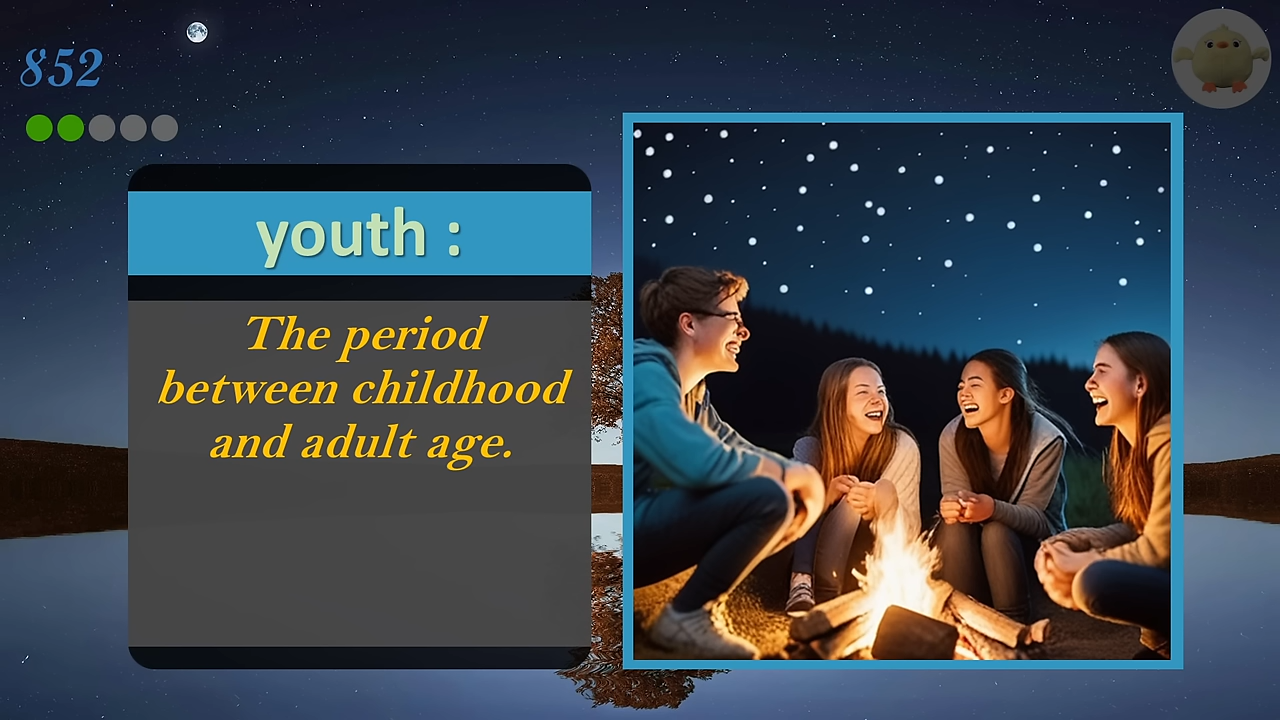 852
youth :
The period
between childhood
and adult age.